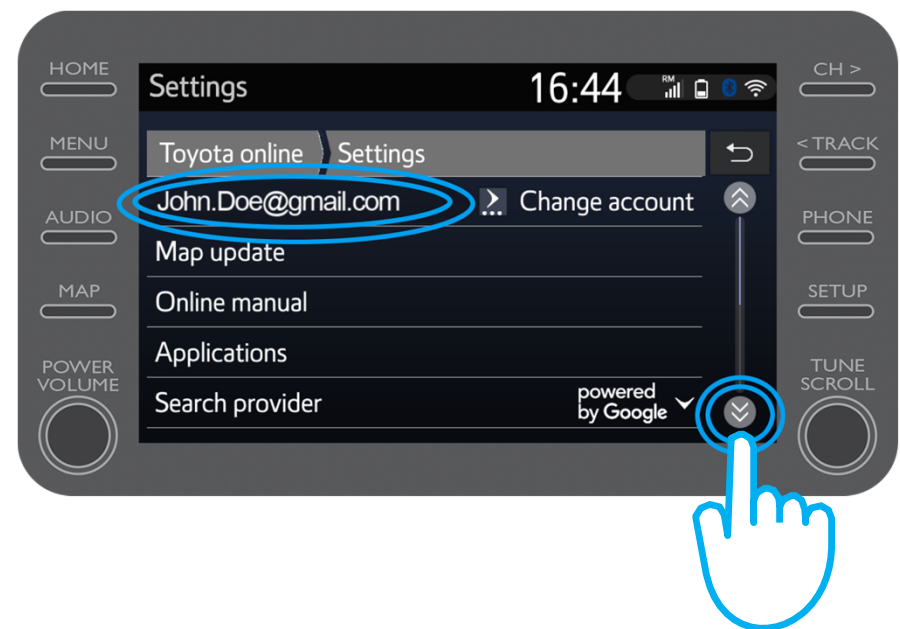 HOME
MENU
AUDIO
MAP
POWER
VOLUME
Settings
16:44
RM
Toyota online Settings
John.Doe@gmail.com Change account
Map update
Online manual
Applications
Search provider
powered
by Google
CH >
< TRACK
PHONE
SETUP
TUNE
SCROLL